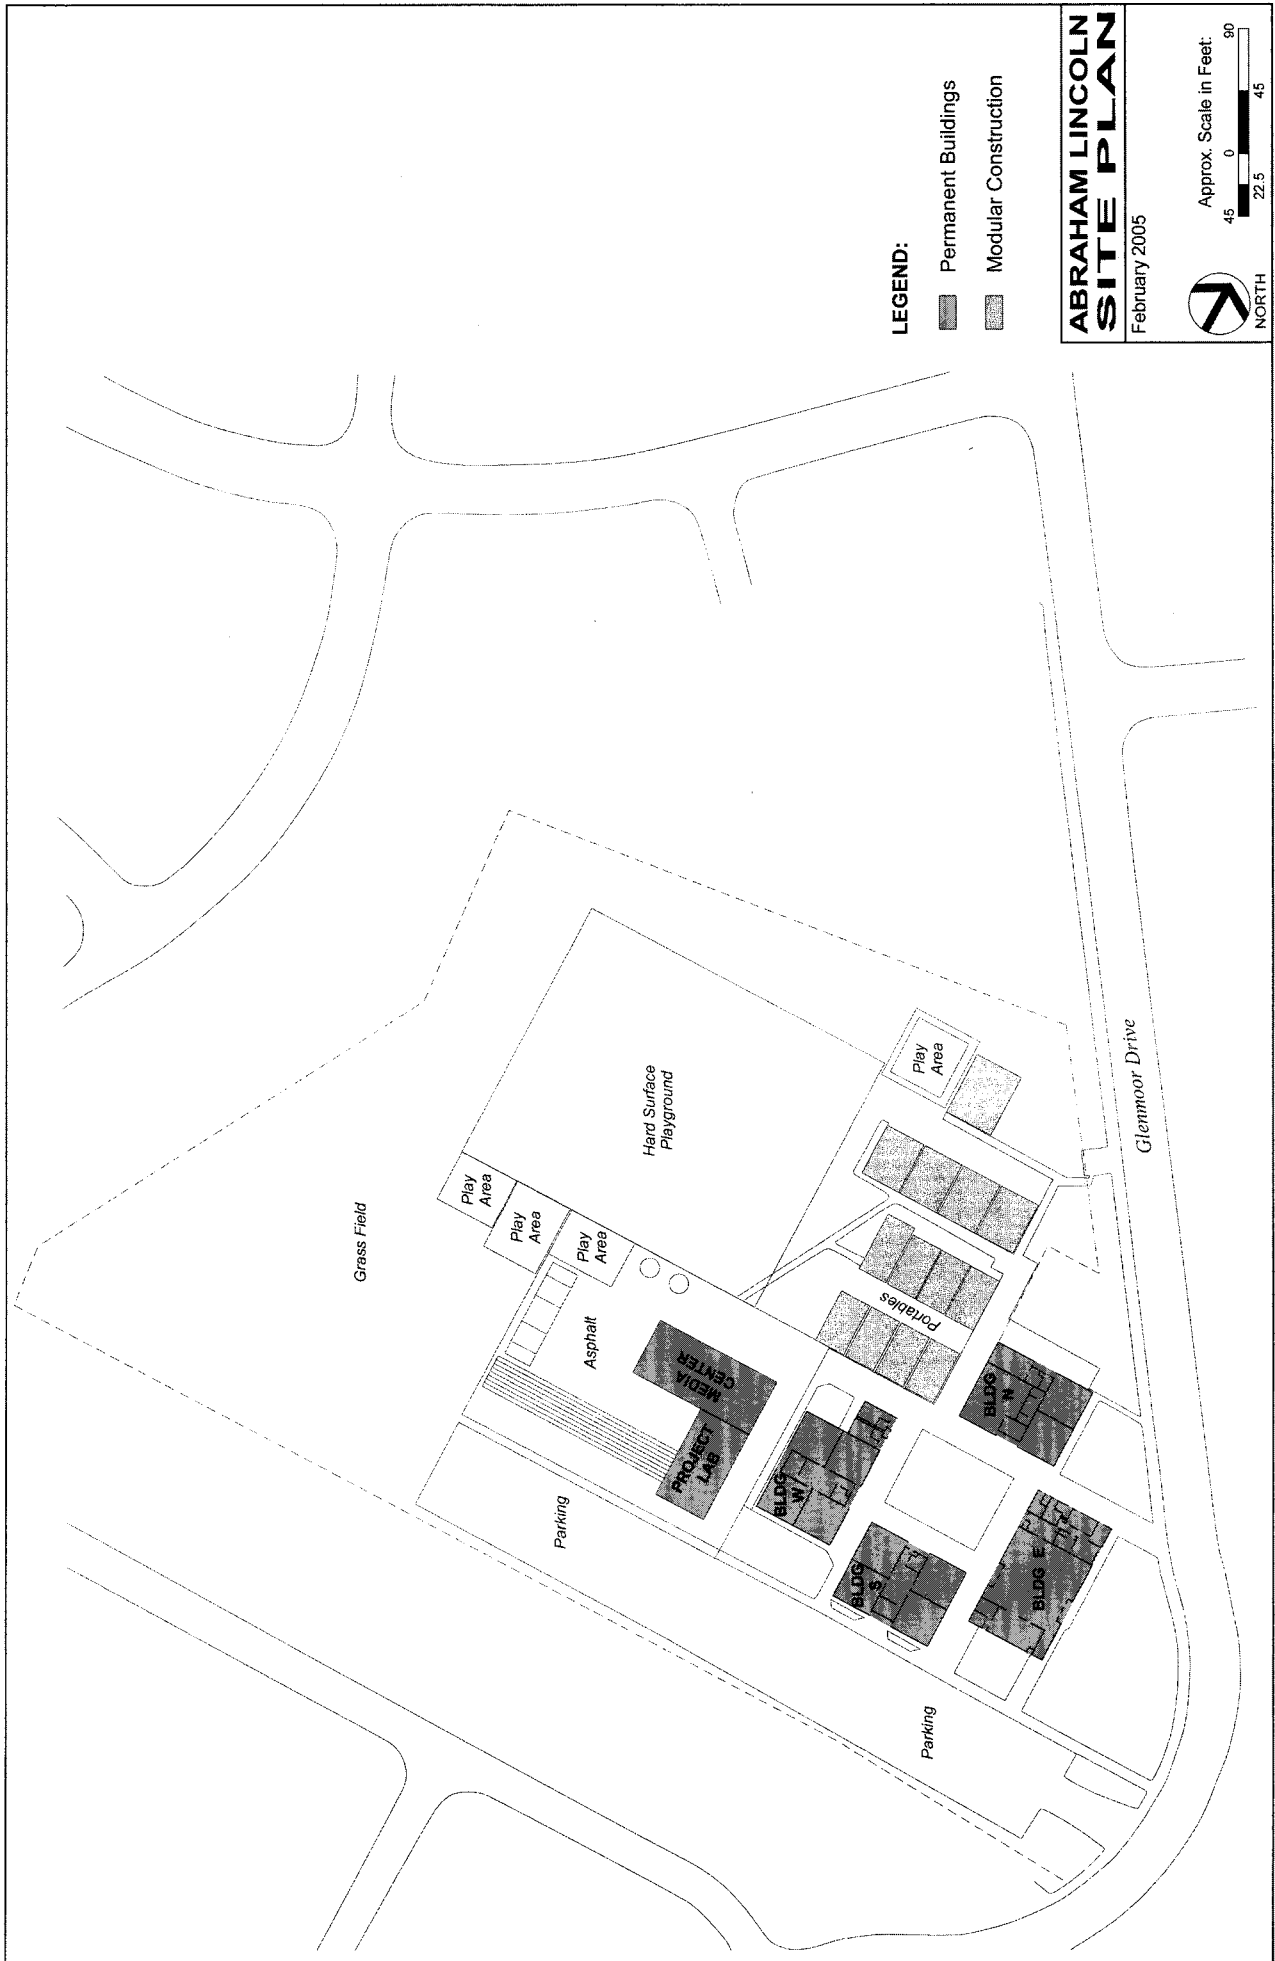 Grass Field
Play
Area
Play
Area
Play
Area
Hard Surface
Playground
Play
Area
Asphalt
Parking
MEDIA
CENTER
PROJECT
LAB
Portables
BLDG
W
BLDG
N
BLDG
S
BLDG E
Parking
Glenmoor Drive
LEGEND:
Permanent Buildings
Modular Construction
ABRAHAM LINCOLN
SITE PLAN
February 2005
NORTH
Approx. Scale in Feet:
45 0 90
22.5 45